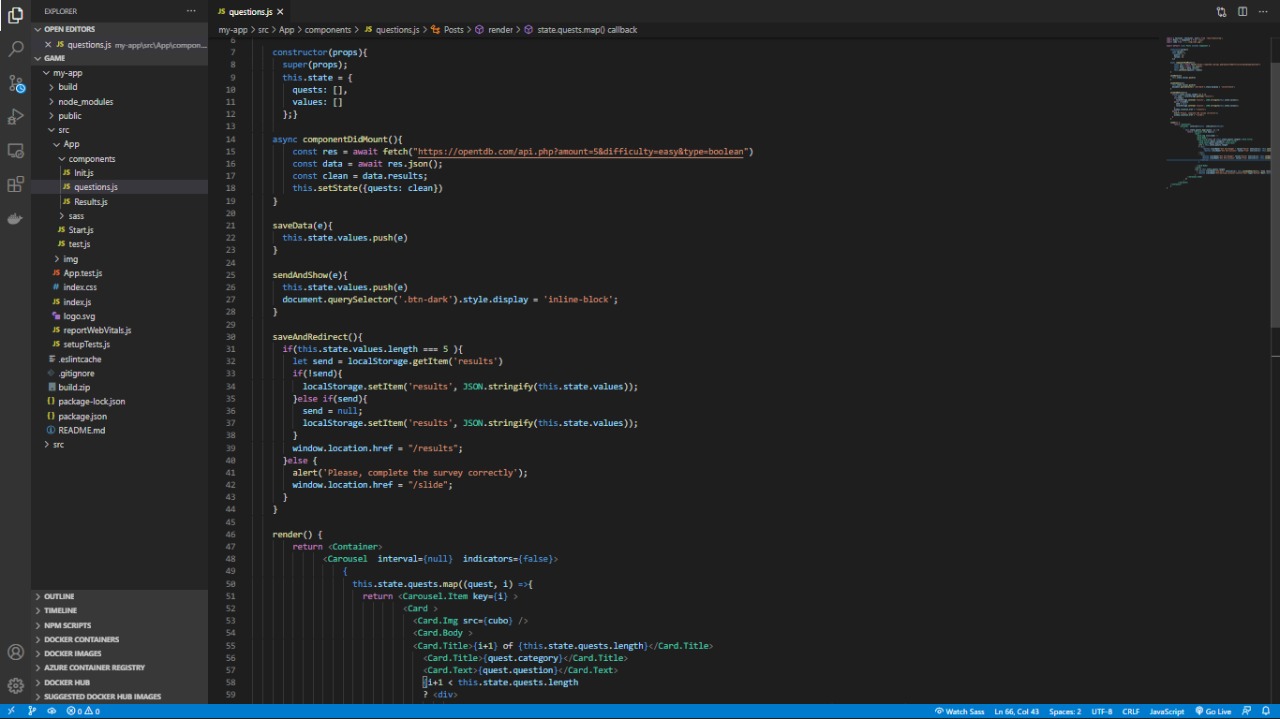 EXPLORER
···
OPEN EDITORS
× JS questions.js my-app\src\App\compon...
GAME
my-app
build
node_modules
public
src
App
components
JS Init.js
JS questions.js
JS Results.js
sass
JS Start.js
JS test.js
img
JS App.test.js
# index.css
JS index.js
logo.svg
JS reportWebVitals.js
JS setupTests.js
.eslintcache
.gitignore
build.zip
{} package-lock.json
{} package.json
README.md
src
OUTLINE
TIMELINE
NPM SCRIPTS
DOCKER CONTAINERS
DOCKER IMAGES
AZURE CONTAINER REGISTRY
DOCKER HUB
SUGGESTED DOCKER HUB IMAGES
JS questions.js ×
my-app > src > App > components > JS questions.js > Posts > render > state.quests.map() callback
6
7 constructor(props){
8 super(props);
9 this.state = {
10 quests: [],
11 values: []
12 };}
13
14 async componentDidMount(){
15 const res = await fetch("https://opentdb.com/api.php?amount=5&difficulty=easy&type=boolean")
16 const data = await res.json();
17 const clean = data.results;
18 this.setState({quests: clean})
19 }
20
21 saveData(e){
22 this.state.values.push(e)
23 }
24
25 sendAndShow(e){
26 this.state.values.push(e)
27 document.querySelector('.btn-dark').style.display = 'inline-block';
28 }
29
30 saveAndRedirect(){
31 if(this.state.values.length === 5 ){
32 let send = localStorage.getItem('results')
33 if(!send){
34 localStorage.setItem('results', JSON.stringify(this.state.values));
35 }else if(send){
36 send = null;
37 localStorage.setItem('results', JSON.stringify(this.state.values));
38 }
39 window.location.href = "/results";
40 }else {
41 alert('Please, complete the survey correctly');
42 window.location.href = "/slide";
43 }
44 }
45
46 render() {
47 return <Container>
48 <Carousel interval={null} indicators={false}>
49 {
50 this.state.quests.map((quest, i) =>{
51 return <Carousel.Item key={i} >
52 <Card >
53 <Card.Img src={cubo} />
54 <Card.Body >
55 <Card.Title>{i+1} of {this.state.quests.length}</Card.Title>
56 <Card.Title>{quest.category}</Card.Title>
57 <Card.Text>{quest.question}</Card.Text>
58 {i+1 < this.state.quests.length
59 ? <div>
0 0 Watch Sass Ln 66, Col 43 Spaces: 2 UTF-8 CRLF JavaScript Go Live